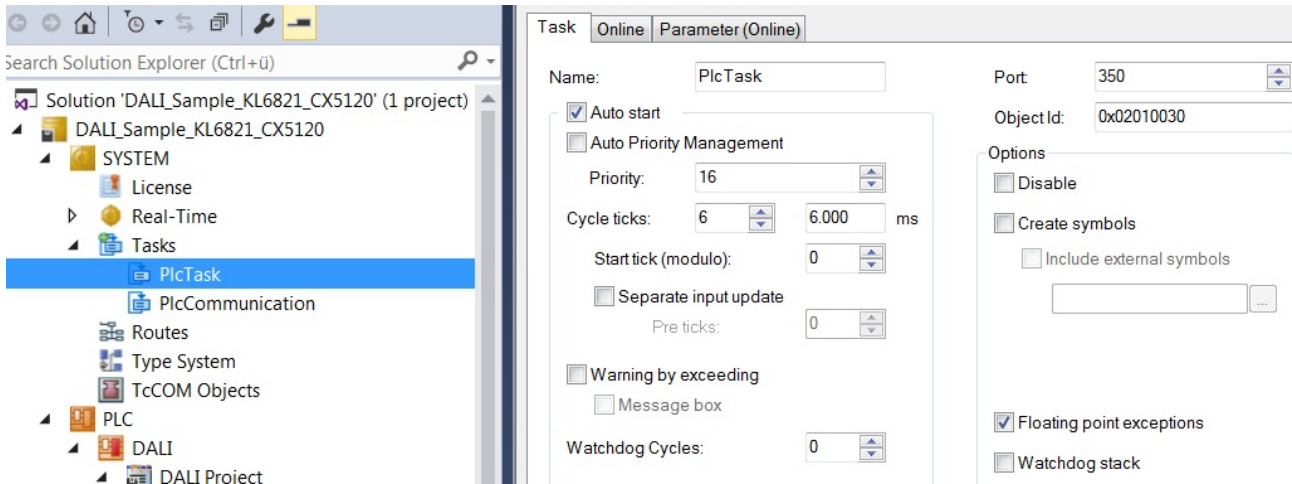 Search Solution Explorer (Ctrl+ü)
Solution 'DALI_Sample_KL6821_CX5120' (1 project)
DALI_Sample_KL6821_CX5120
SYSTEM
License
Real-Time
Tasks
PlcTask
PlcCommunication
Routes
Type System
TcCOM Objects
PLC
DALI
DALI Project
Task Online Parameter (Online)
Name: PlcTask
Auto start
Auto Priority Management
Priority: 16
Cycle ticks: 6 6.000 ms
Start tick (modulo): 0
Separate input update
Pre ticks: 0
Warning by exceeding
Message box
Watchdog Cycles: 0
Port 350
Object Id: 0x02010030
Options
Disable
Create symbols
Include external symbols
...
Floating point exceptions
Watchdog stack